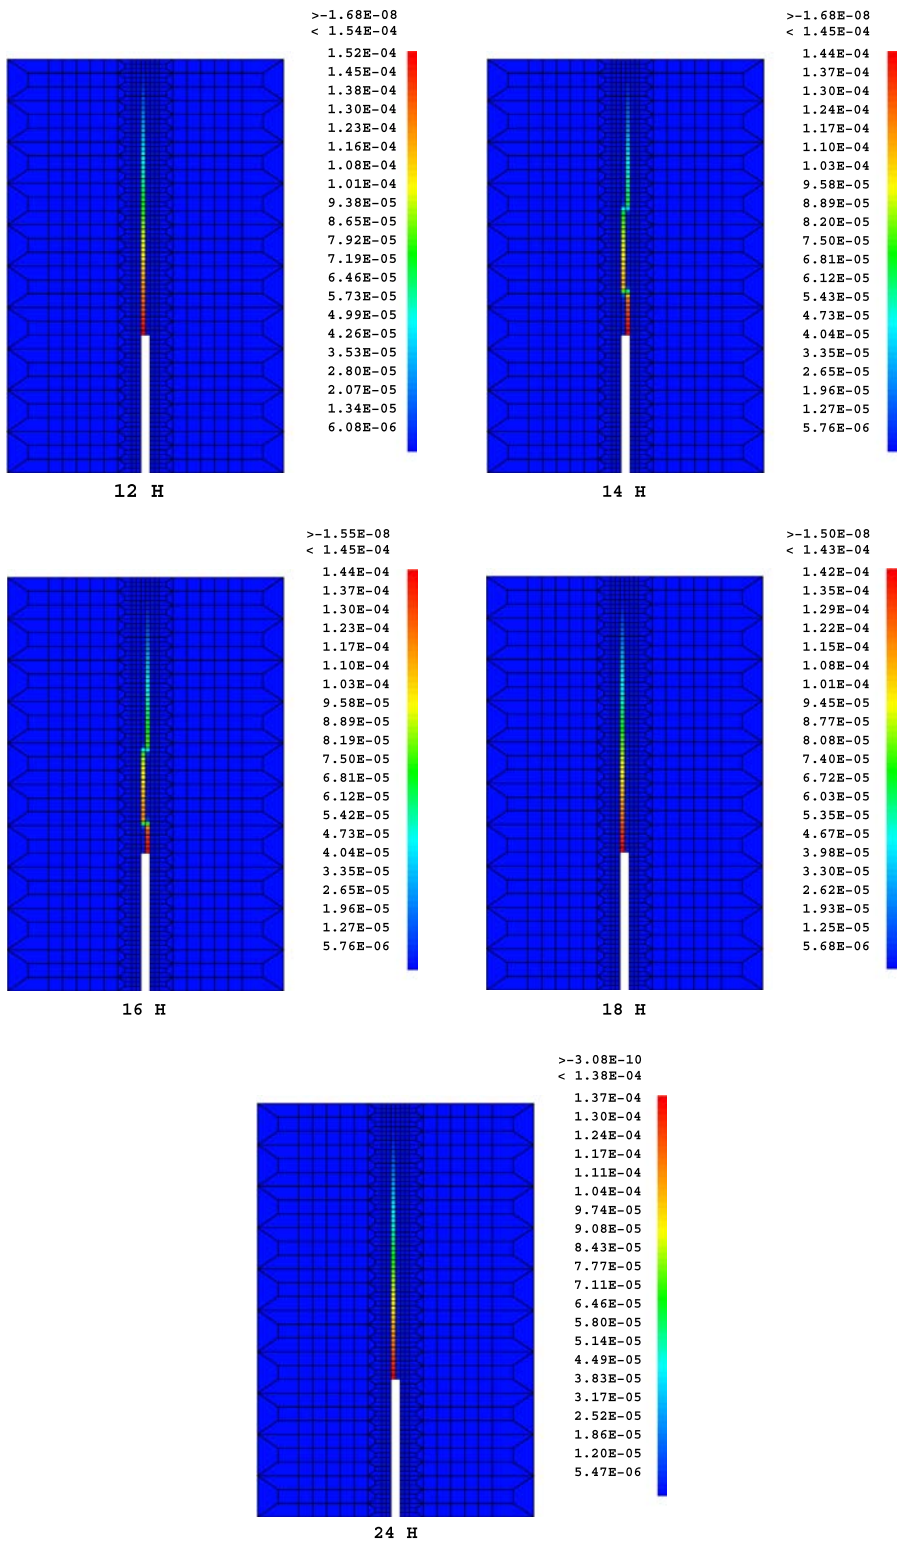 >-1.68E-08
< 1.54E-04
1.52E-04
1.45E-04
1.38E-04
1.30E-04
1.23E-04
1.16E-04
1.08E-04
1.01E-04
9.38E-05
8.65E-05
7.92E-05
7.19E-05
6.46E-05
5.73E-05
4.99E-05
4.26E-05
3.53E-05
2.80E-05
2.07E-05
1.34E-05
6.08E-06
12 H
>-1.68E-08
< 1.45E-04
1.44E-04
1.37E-04
1.30E-04
1.24E-04
1.17E-04
1.10E-04
1.03E-04
9.58E-05
8.89E-05
8.20E-05
7.50E-05
6.81E-05
6.12E-05
5.43E-05
4.73E-05
4.04E-05
3.35E-05
2.65E-05
1.96E-05
1.27E-05
5.76E-06
14 H
>-1.55E-08
< 1.45E-04
1.44E-04
1.37E-04
1.30E-04
1.23E-04
1.17E-04
1.10E-04
1.03E-04
9.58E-05
8.89E-05
8.19E-05
7.50E-05
6.81E-05
6.12E-05
5.42E-05
4.73E-05
4.04E-05
3.35E-05
2.65E-05
1.96E-05
1.27E-05
5.76E-06
16 H
>-1.50E-08
< 1.43E-04
1.42E-04
1.35E-04
1.29E-04
1.22E-04
1.15E-04
1.08E-04
1.01E-04
9.45E-05
8.77E-05
8.08E-05
7.40E-05
6.72E-05
6.03E-05
5.35E-05
4.67E-05
3.98E-05
3.30E-05
2.62E-05
1.93E-05
1.25E-05
5.68E-06
18 H
>-3.08E-10
< 1.38E-04
1.37E-04
1.30E-04
1.24E-04
1.17E-04
1.11E-04
1.04E-04
9.74E-05
9.08E-05
8.43E-05
7.77E-05
7.11E-05
6.46E-05
5.80E-05
5.14E-05
4.49E-05
3.83E-05
3.17E-05
2.52E-05
1.86E-05
1.20E-05
5.47E-06
24 H